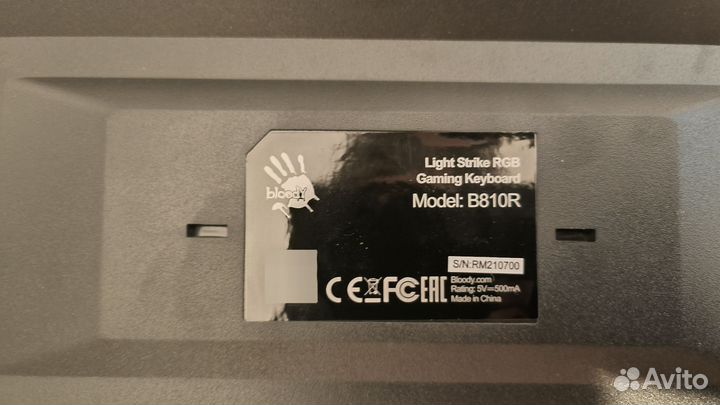 bloody
Light Strike RGB
Gaming Keyboard
Model: B810R
S/N:RM210700
Bloody.com
Rating: 5V⎓500mA
Made in China
CE FC EAC
Avito